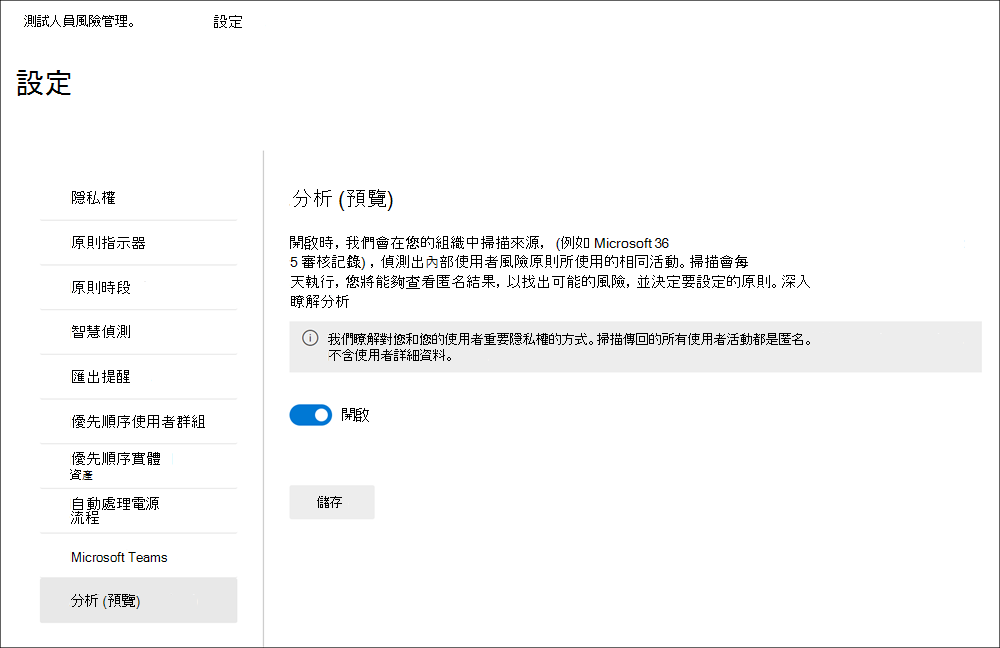 測試人員風險管理。 設定
設定
隱私權
原則指示器
原則時段
智慧偵測
匯出提醒
優先順序使用者群組
優先順序實體
資產
自動處理電源
流程
Microsoft Teams
分析 (預覽)
分析 (預覽)
開啟時，我們會在您的組織中掃描來源， (例如 Microsoft 36
5 審核記錄) ，偵測出內部使用者風險原則所使用的相同活動。掃描會每
天執行，您將能夠查看匿名結果，以找出可能的風險，並決定要設定的原則。深入
瞭解分析
我們瞭解對您和您的使用者重要隱私權的方式。掃描傳回的所有使用者活動都是匿名。
不含使用者詳細資料。
開啟
儲存